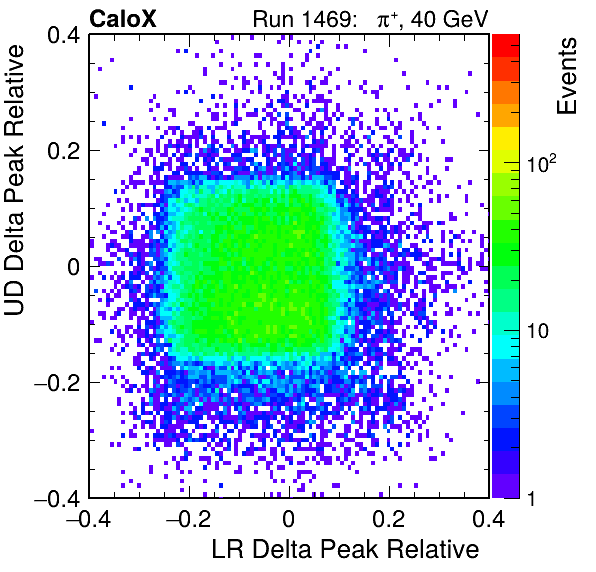 CaloX Run 1469: π+, 40 GeV
0.4
0.2
0
−0.2
−0.4
−0.4 −0.2 0 0.2 0.4
UD Delta Peak Relative
LR Delta Peak Relative
Events
10²
10
1